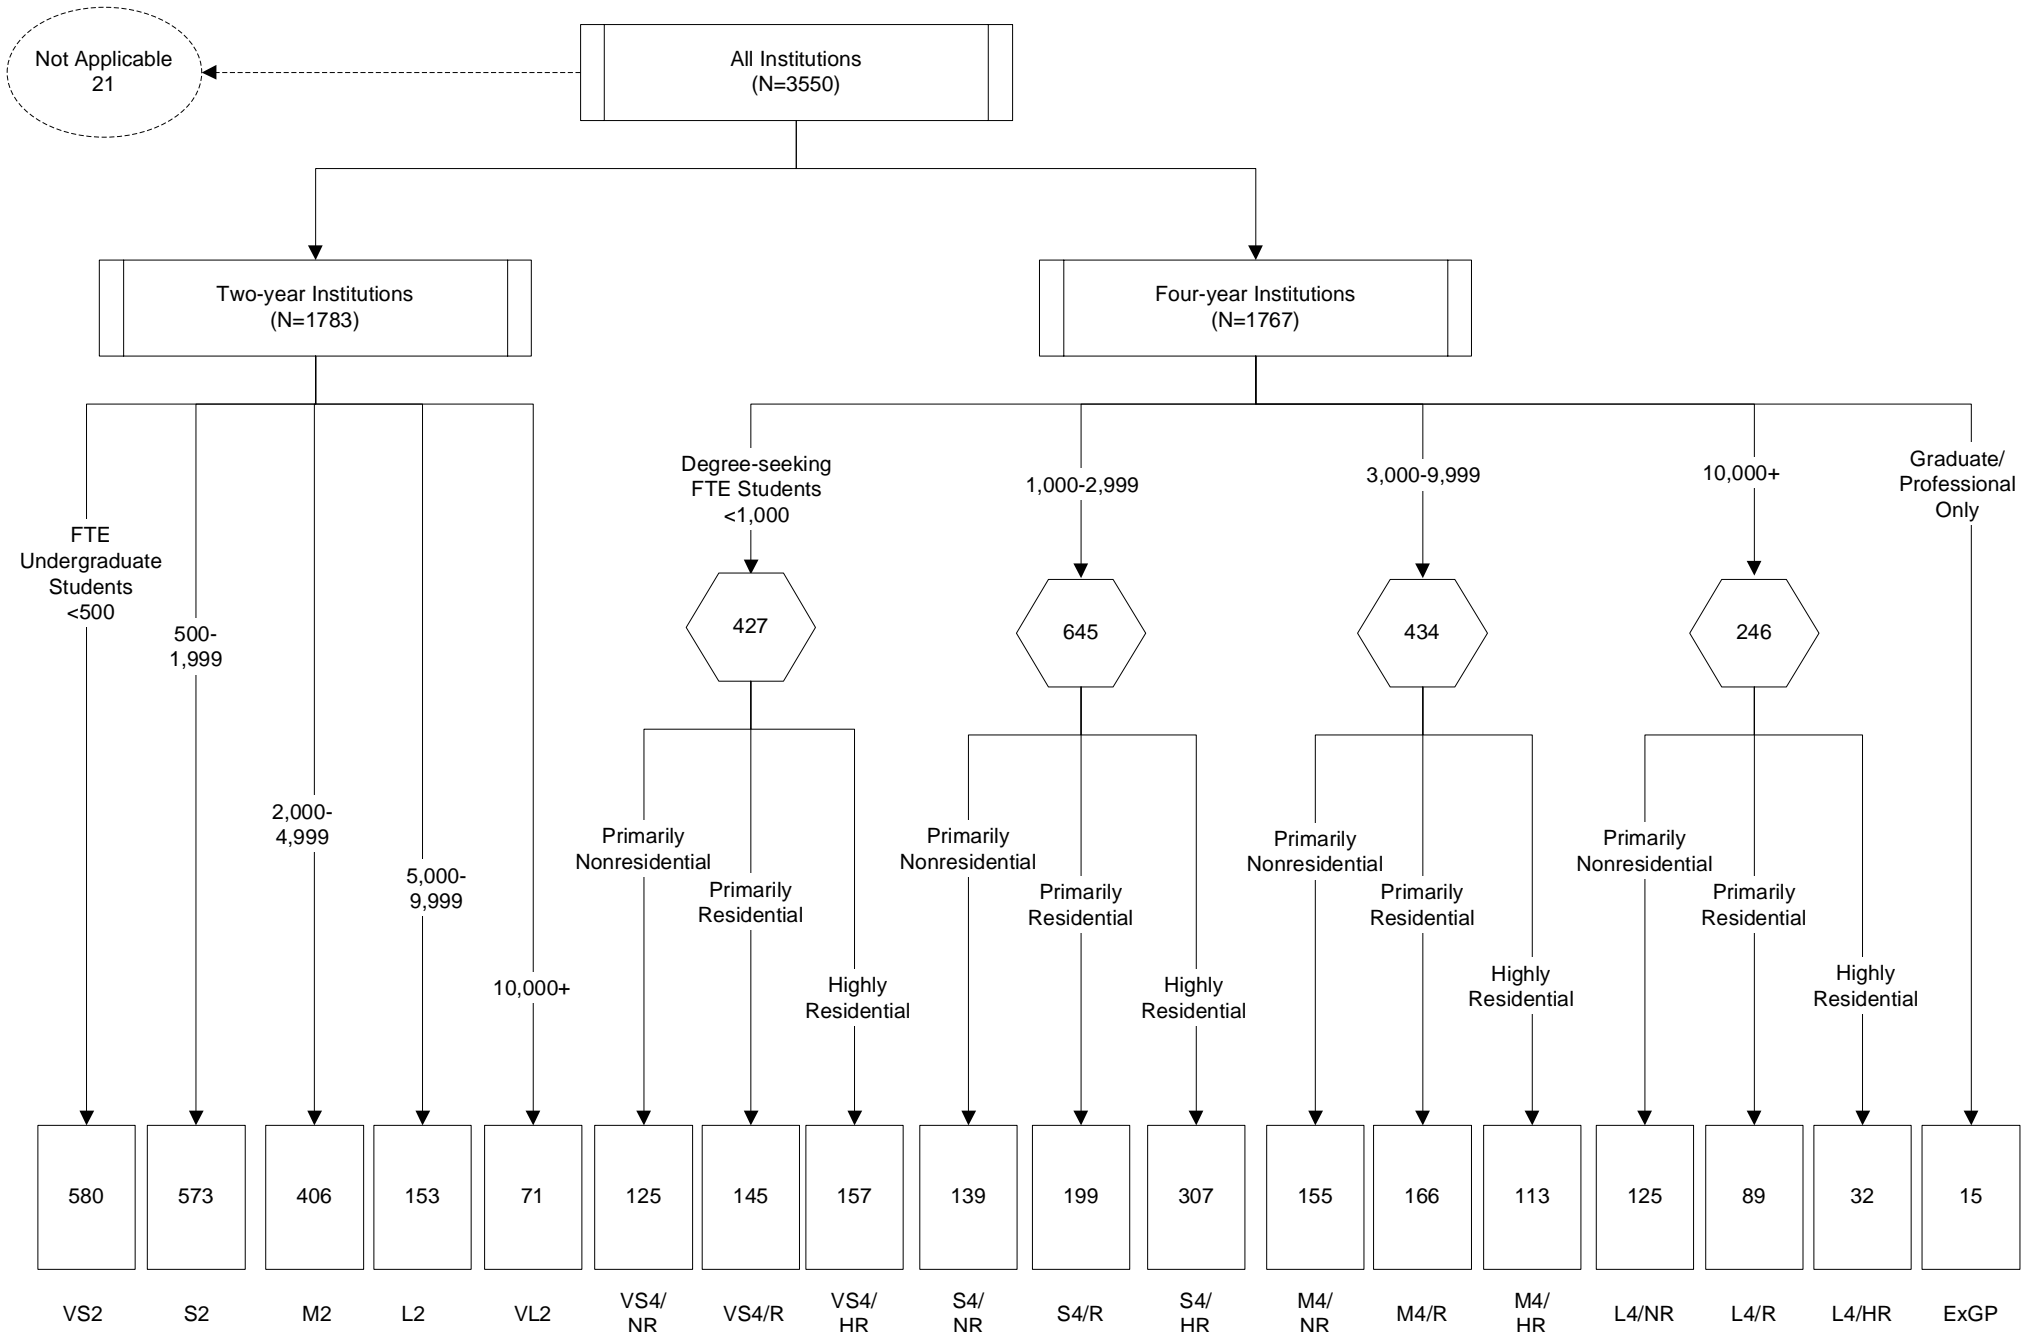 Not Applicable
21
All Institutions
(N=3550)
Two-year Institutions
(N=1783)
Four-year Institutions
(N=1767)
FTE
Undergraduate
Students
<500
500-
1,999
2,000-
4,999
5,000-
9,999
10,000+
Degree-seeking
FTE Students
<1,000
1,000-2,999
3,000-9,999
10,000+
Graduate/
Professional
Only
427
645
434
246
Primarily
Nonresidential
Primarily
Residential
Highly
Residential
Primarily
Nonresidential
Primarily
Residential
Highly
Residential
Primarily
Nonresidential
Primarily
Residential
Highly
Residential
Primarily
Nonresidential
Primarily
Residential
Highly
Residential
580
573
406
153
71
125
145
157
139
199
307
155
166
113
125
89
32
15
VS2
S2
M2
L2
VL2
VS4/
NR
VS4/R
VS4/
HR
S4/
NR
S4/R
S4/
HR
M4/
NR
M4/R
M4/
HR
L4/NR
L4/R
L4/HR
ExGP